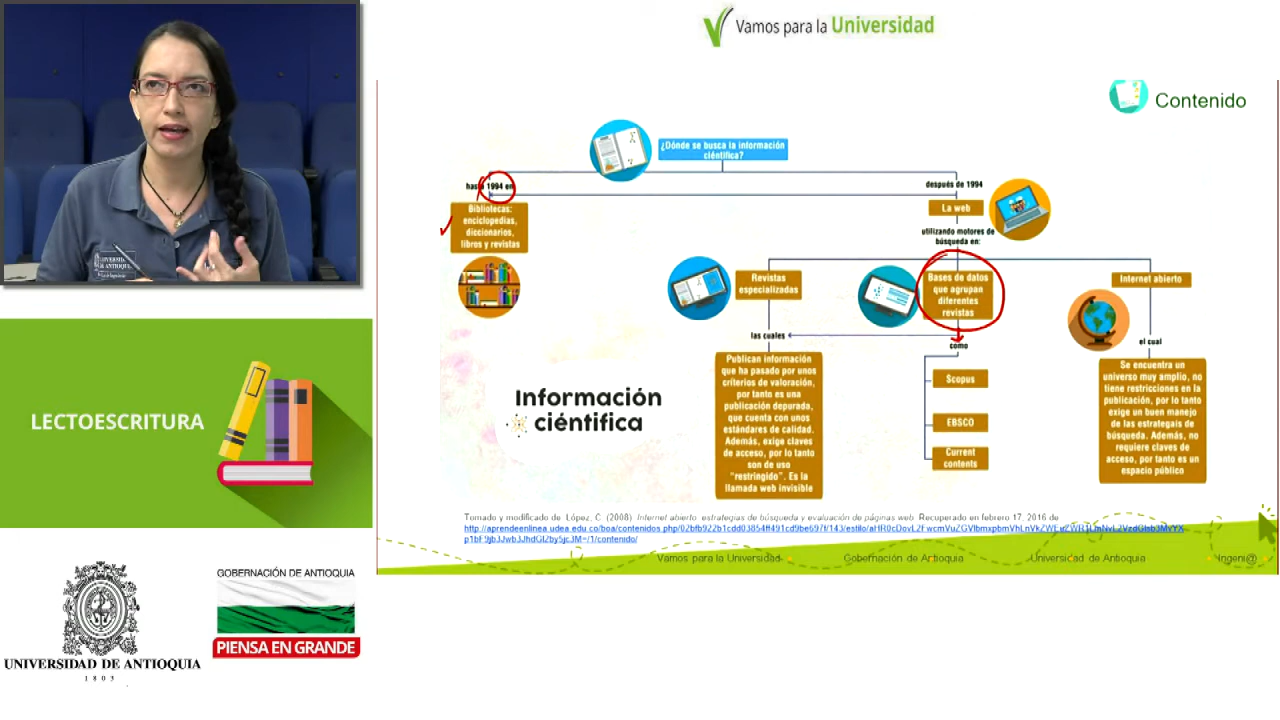 Vamos para la Universidad
Contenido
¿Dónde se busca la información
ciéntifica?
hasta 1994 en
después de 1994
Bibliotecas:
enciclopedias,
diccionarios,
libros y revistas
La web
utilizando motores de
búsqueda en:
Revistas
especializadas
Bases de datos
que agrupan
diferentes
revistas
Internet abierto
las cuales
como
el cual
Publican información
que ha pasado por unos
criterios de valoración,
por tanto es una
publicación depurada,
que cuenta con unos
estándares de calidad.
Además, exige claves
de acceso, por lo tanto
son de uso
"restringido". Es la
llamada web invisible
Scopus
EBSCO
Current
contents
Se encuentra un
universo muy amplio, no
tiene restricciones en la
publicación, por lo tanto
exige un buen manejo
de las estrategais de
búsqueda. Además, no
requiere claves de
acceso, por tanto es un
espacio público
Información
ciéntifica
Tomado y modificado de López, C. (2008). Internet abierto: estrategias de búsqueda y evaluación de páginas web. Recuperado en febrero 17, 2016 de
Vamos para la Universidad
Gobernación de Antioquia
Universidad de Antioquia
Ingeni@
LECTOESCRITURA
UNIVERSIDAD DE ANTIOQUIA
1803
GOBERNACIÓN DE ANTIOQUIA
PIENSA EN GRANDE